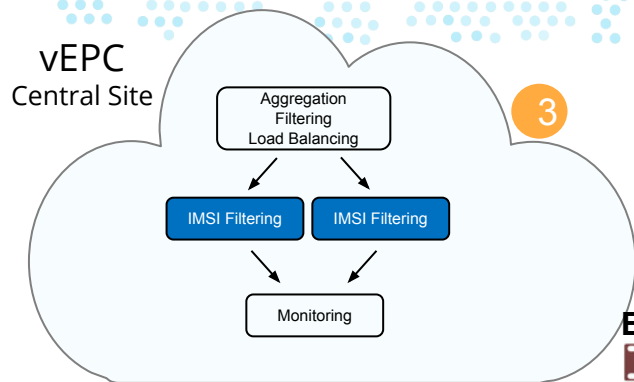 vEPC
Central Site
Aggregation
Filtering
Load Balancing
3
IMSI Filtering
IMSI Filtering
Monitoring